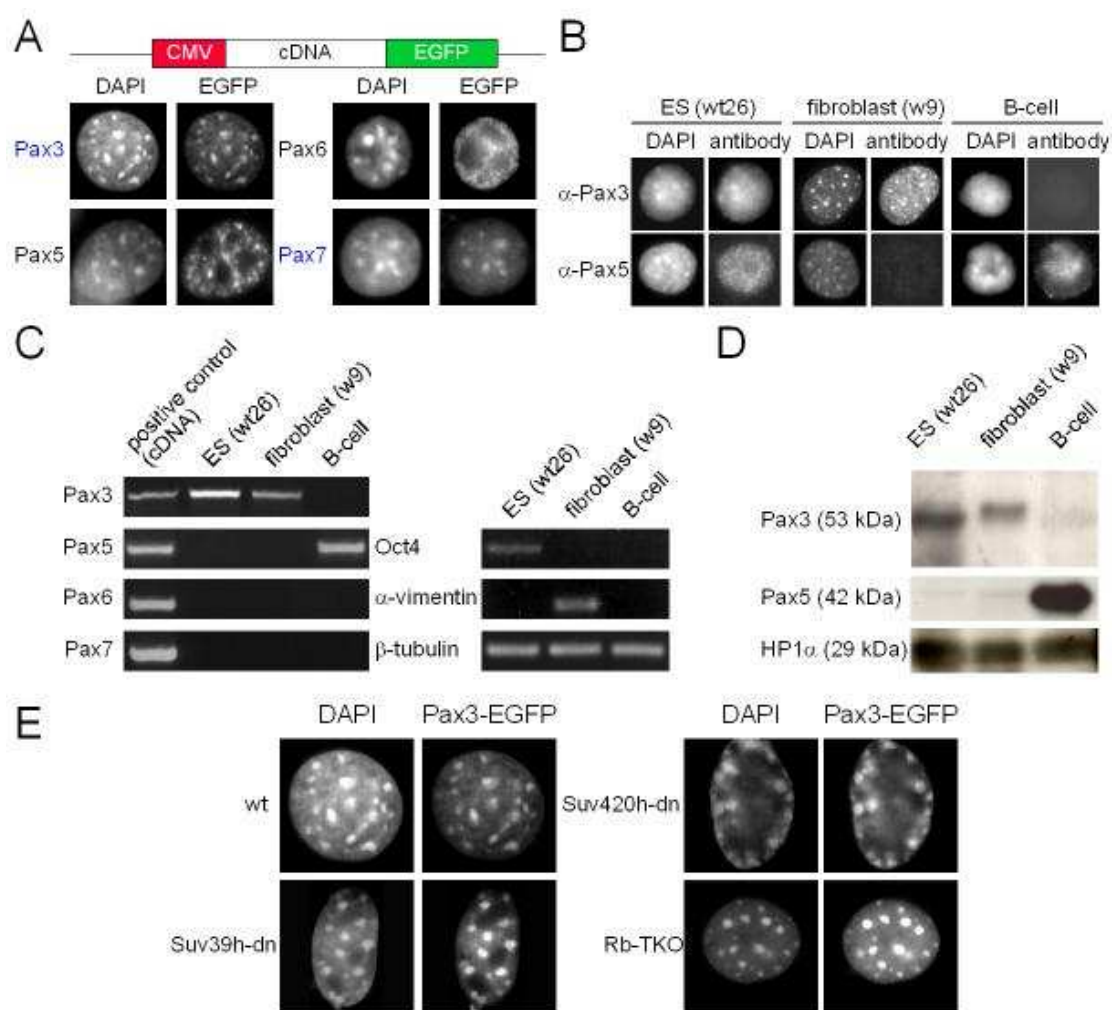 A
CMV cDNA EGFP
DAPI EGFP DAPI EGFP
Pax3 Pax6
Pax5 Pax7
B
ES (wt26) fibroblast (w9) B-cell
DAPI antibody DAPI antibody DAPI antibody
α-Pax3
α-Pax5
C
positive control (cDNA) ES (wt26) fibroblast (w9) B-cell
Pax3
Pax5
Pax6
Pax7
ES (wt26) fibroblast (w9) B-cell
Oct4
α-vimentin
β-tubulin
D
ES (wt26) fibroblast (w9) B-cell
Pax3 (53 kDa)
Pax5 (42 kDa)
HP1α (29 kDa)
E
DAPI Pax3-EGFP DAPI Pax3-EGFP
wt Suv420h-dn
Suv39h-dn Rb-TKO